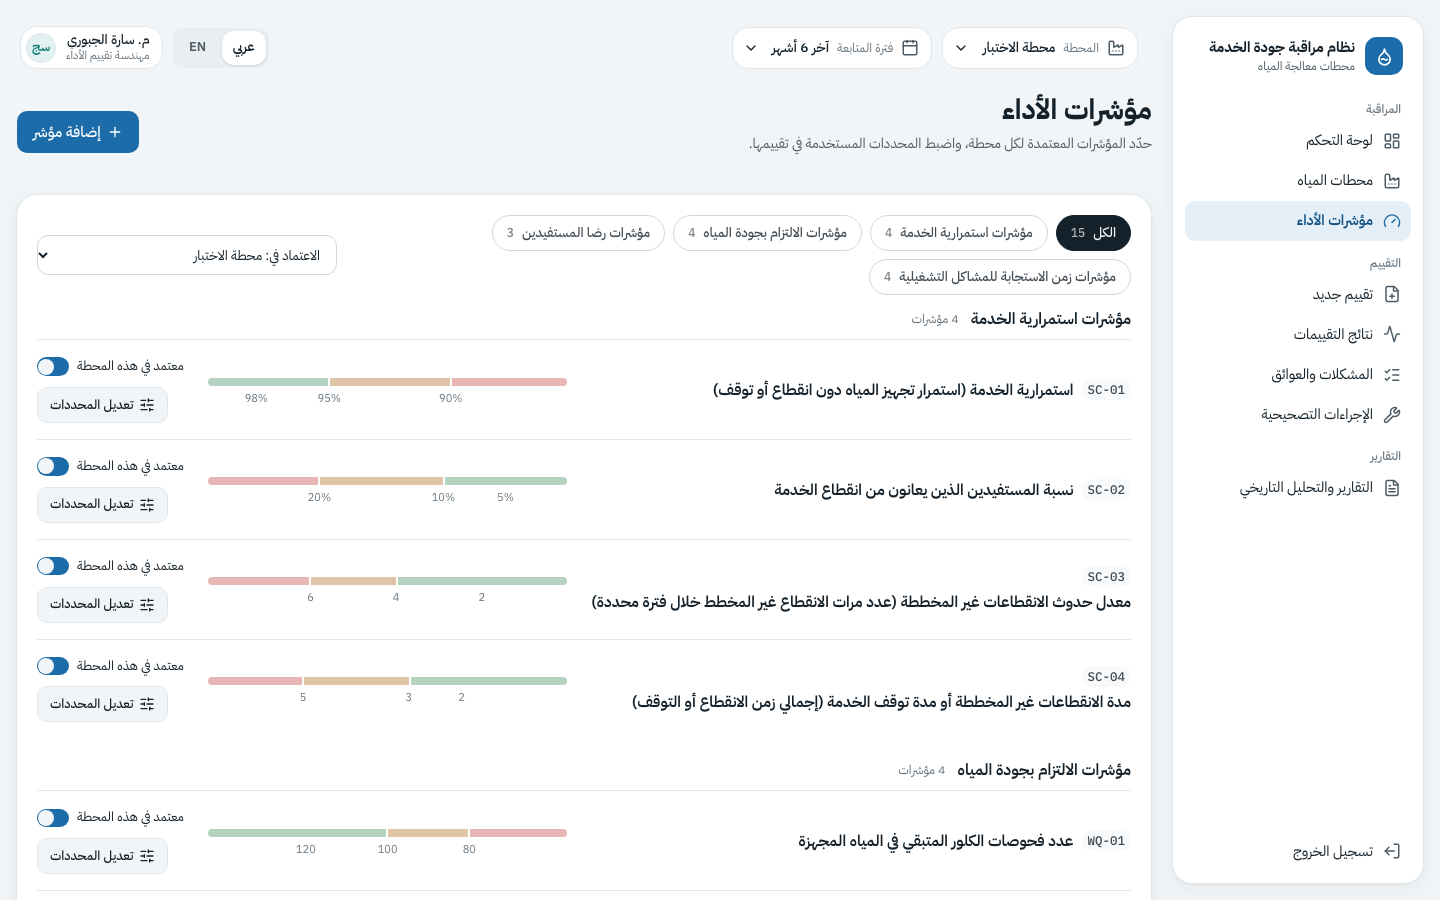 نظام مراقبة جودة الخدمة
محطات معالجة المياه
المراقبة
لوحة التحكم
محطات المياه
مؤشرات الأداء
التقييم
تقييم جديد
نتائج التقييمات
المشكلات والعوائق
الإجراءات التصحيحية
التقارير
التقارير والتحليل التاريخي
تسجيل الخروج
المحطة محطة الاختبار
فترة المتابعة آخر 6 أشهر
عربي EN
م. سارة الجبوري
مهندسة تقييم الأداء
سج
مؤشرات الأداء
حدّد المؤشرات المعتمدة لكل محطة، واضبط المحددات المستخدمة في تقييمها.
إضافة مؤشر
الكل 15
مؤشرات استمرارية الخدمة 4
مؤشرات الالتزام بجودة المياه 4
مؤشرات رضا المستفيدين 3
مؤشرات زمن الاستجابة للمشاكل التشغيلية 4
الاعتماد في: محطة الاختبار
مؤشرات استمرارية الخدمة 4 مؤشرات
SC-01 استمرارية الخدمة (استمرار تجهيز المياه دون انقطاع أو توقف)
90% 95% 98%
معتمد في هذه المحطة
تعديل المحددات
SC-02 نسبة المستفيدين الذين يعانون من انقطاع الخدمة
5% 10% 20%
معتمد في هذه المحطة
تعديل المحددات
SC-03
معدل حدوث الانقطاعات غير المخططة (عدد مرات الانقطاع غير المخطط خلال فترة محددة)
2 4 6
معتمد في هذه المحطة
تعديل المحددات
SC-04
مدة الانقطاعات غير المخططة أو مدة توقف الخدمة (إجمالي زمن الانقطاع أو التوقف)
2 3 5
معتمد في هذه المحطة
تعديل المحددات
مؤشرات الالتزام بجودة المياه 4 مؤشرات
WQ-01 عدد فحوصات الكلور المتبقي في المياه المجهزة
80 100 120
معتمد في هذه المحطة
تعديل المحددات